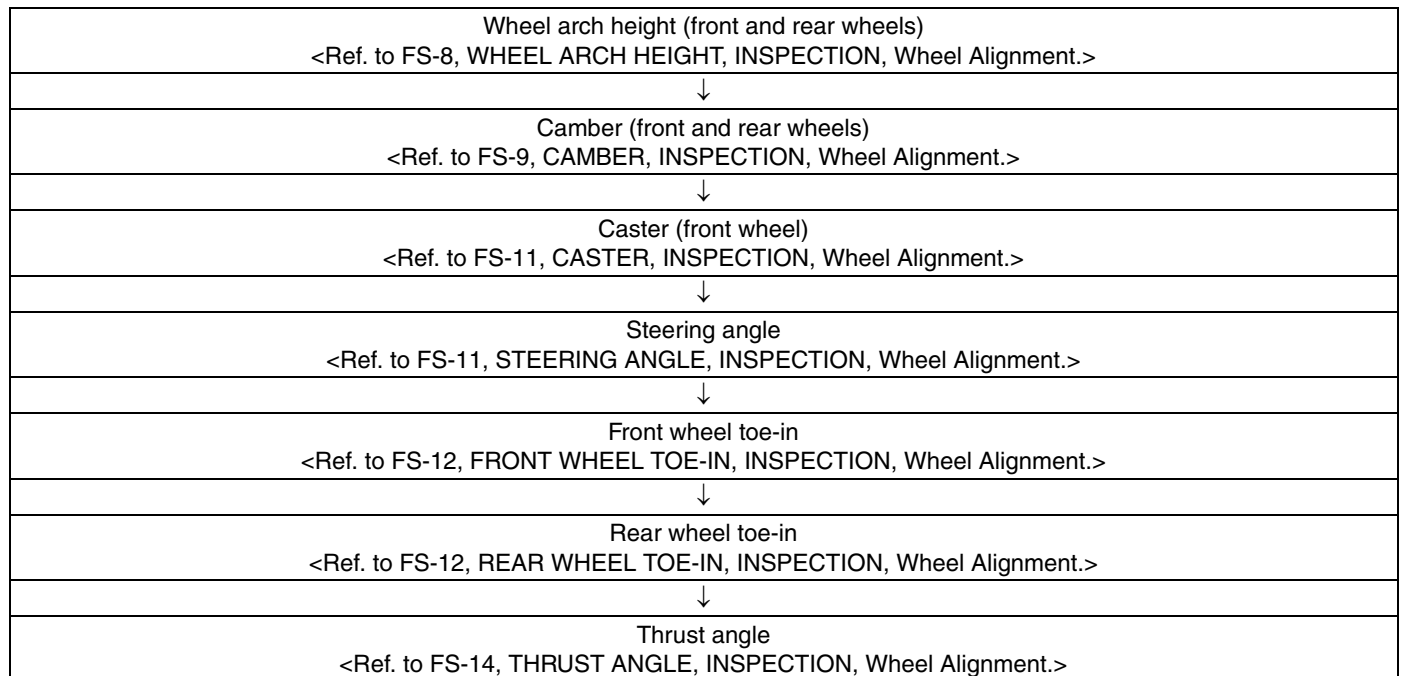 Wheel arch height (front and rear wheels)
<Ref. to FS-8, WHEEL ARCH HEIGHT, INSPECTION, Wheel Alignment.>
↓
Camber (front and rear wheels)
<Ref. to FS-9, CAMBER, INSPECTION, Wheel Alignment.>
↓
Caster (front wheel)
<Ref. to FS-11, CASTER, INSPECTION, Wheel Alignment.>
↓
Steering angle
<Ref. to FS-11, STEERING ANGLE, INSPECTION, Wheel Alignment.>
↓
Front wheel toe-in
<Ref. to FS-12, FRONT WHEEL TOE-IN, INSPECTION, Wheel Alignment.>
↓
Rear wheel toe-in
<Ref. to FS-12, REAR WHEEL TOE-IN, INSPECTION, Wheel Alignment.>
↓
Thrust angle
<Ref. to FS-14, THRUST ANGLE, INSPECTION, Wheel Alignment.>